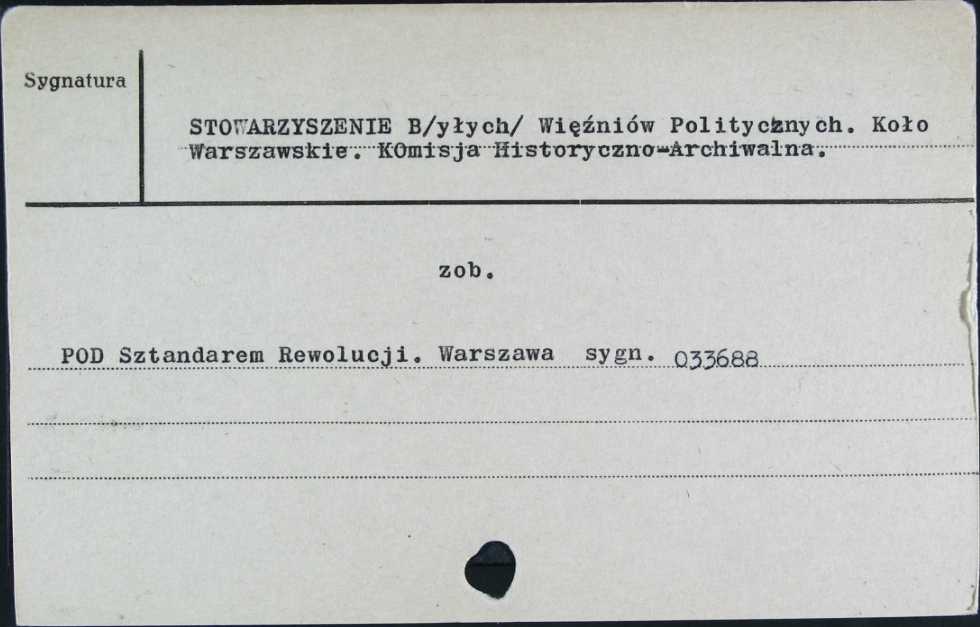 Sygnatura
STOWARZYSZENIE B/yłych/ Więźniów Politycznych. Koło
Warszawskie. KOmisja Historyczno-Archiwalna.
zob.
POD Sztandarem Rewolucji. Warszawa sygn. 033688